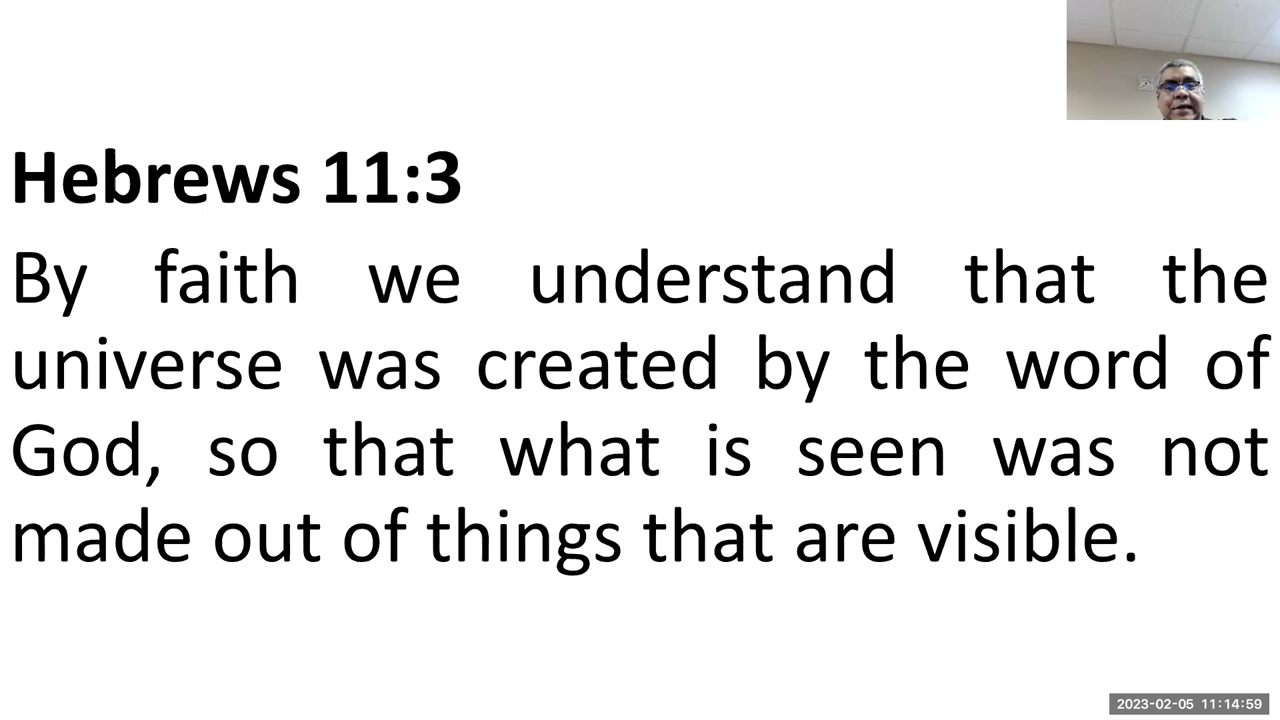 Hebrews 11:3
By faith we understand that the
universe was created by the word of
God, so that what is seen was not
made out of things that are visible.
2023-02-05 11:14:59